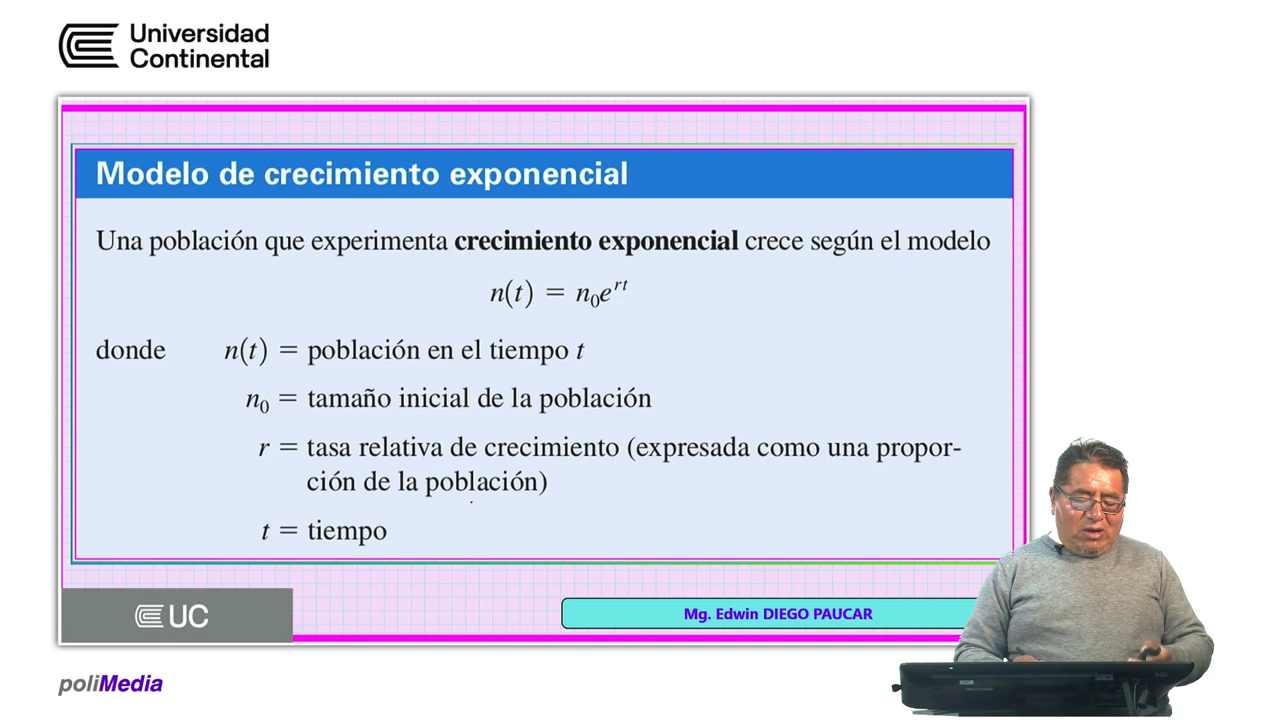 Universidad
Continental
Modelo de crecimiento exponencial
Una población que experimenta crecimiento exponencial crece según el modelo
n(t) = n₀eʳᵗ
donde n(t) = población en el tiempo t
n₀ = tamaño inicial de la población
r = tasa relativa de crecimiento (expresada como una propor-
ción de la población)
t = tiempo
UC
Mg. Edwin DIEGO PAUCAR
poliMedia